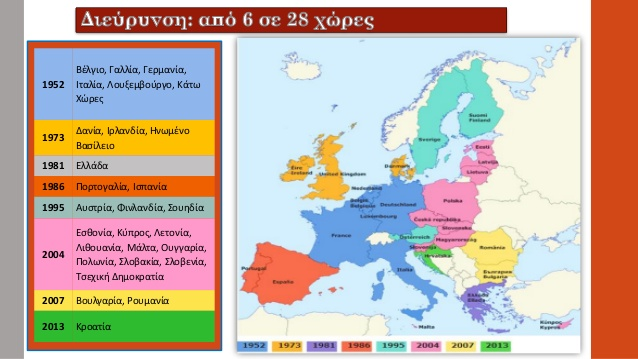 Διεύρυνση: από 6 σε 28 χώρες
1952
Βέλγιο, Γαλλία, Γερμανία,
Ιταλία, Λουξεμβούργο, Κάτω
Χώρες
1973
Δανία, Ιρλανδία, Ηνωμένο
Βασίλειο
1981 Ελλάδα
1986 Πορτογαλία, Ισπανία
1995 Αυστρία, Φινλανδία, Σουηδία
2004
Εσθονία, Κύπρος, Λετονία,
Λιθουανία, Μάλτα, Ουγγαρία,
Πολωνία, Σλοβακία, Σλοβενία,
Τσεχική Δημοκρατία
2007 Βουλγαρία, Ρουμανία
2013 Κροατία
Suomi
Finland
Sverige
Eesti
Latvija
Lietuva
Danmark
Éire
Ireland
United Kingdom
Nederland
België
Belgique
Deutschland
Luxembourg
Polska
Česká republika
Slovensko
France
Österreich
Magyarország
Slovenija
Hrvatska
România
България
Bulgaria
Italia
Portugal
España
Ελλάδα
Ellada
Malta
Κύπρος
Kypros
1952 1973 1981 1986 1995 2004 2007 2013